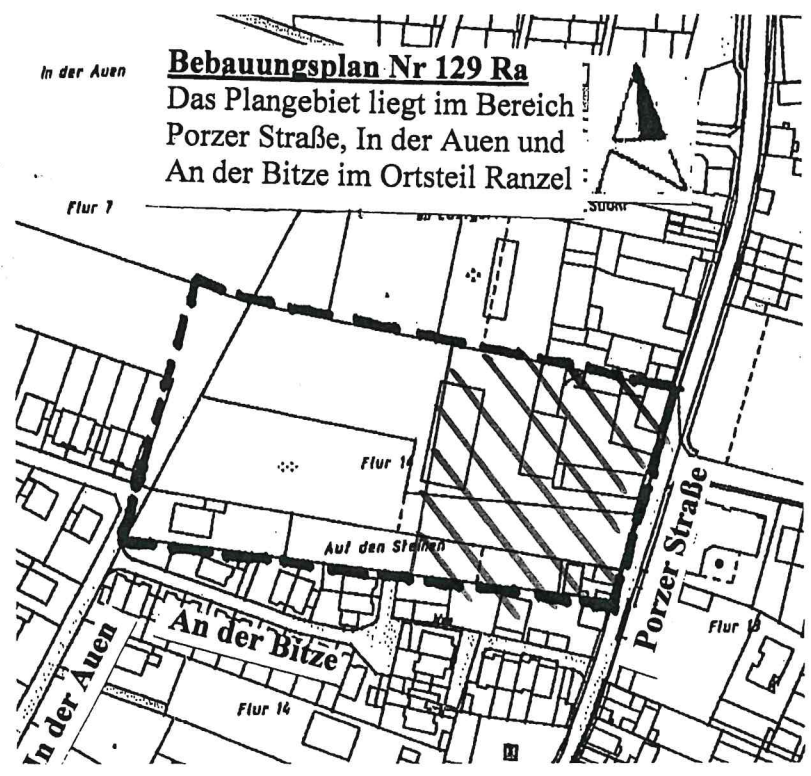 In der Auen
Bebauungsplan Nr 129 Ra
Das Plangebiet liegt im Bereich
Porzer Straße, In der Auen und
An der Bitze im Ortsteil Ranzel
Flur 7
Flur 14
Auf den Steinen
An der Bitze
In der Auen
Flur 14
Porzer Straße
Flur 13